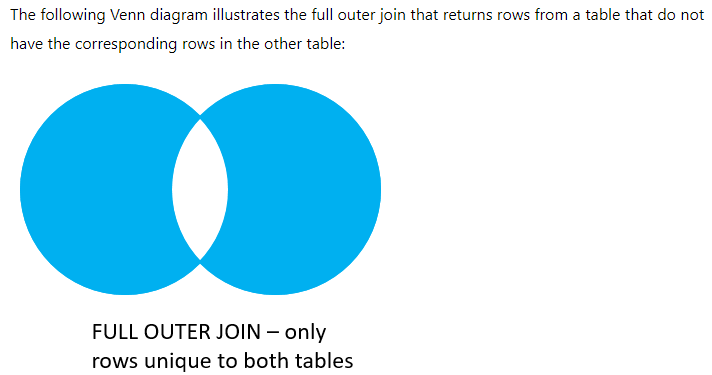 The following Venn diagram illustrates the full outer join that returns rows from a table that do not
have the corresponding rows in the other table:
FULL OUTER JOIN – only
rows unique to both tables